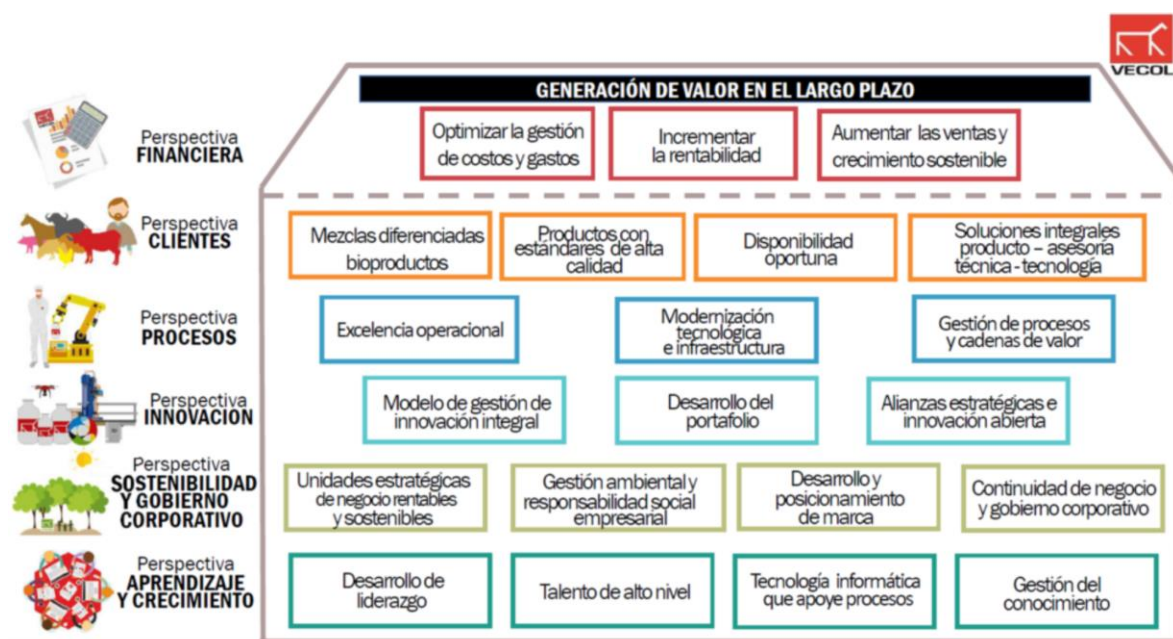 VECOL
GENERACIÓN DE VALOR EN EL LARGO PLAZO
Perspectiva
FINANCIERA
Optimizar la gestión
de costos y gastos
Incrementar
la rentabilidad
Aumentar las ventas y
crecimiento sostenible
Perspectiva
CLIENTES
Mezclas diferenciadas
bioproductos
Productos con
estándares de alta
calidad
Disponibilidad
oportuna
Soluciones integrales
producto – asesoría
técnica - tecnología
Perspectiva
PROCESOS
Excelencia operacional
Modernización
tecnológica
e infraestructura
Gestión de procesos
y cadenas de valor
Perspectiva
INNOVACION
Modelo de gestión de
innovación integral
Desarrollo del
portafolio
Alianzas estratégicas e
innovación abierta
Perspectiva
SOSTENIBILIDAD
Y GOBIERNO
CORPORATIVO
Unidades estratégicas
de negocio rentables
y sostenibles
Gestión ambiental y
responsabilidad social
empresarial
Desarrollo y
posicionamiento
de marca
Continuidad de negocio
y gobierno corporativo
Perspectiva
APRENDIZAJE
Y CRECIMIENTO
Desarrollo de
liderazgo
Talento de alto nivel
Tecnología informática
que apoye procesos
Gestión del
conocimiento